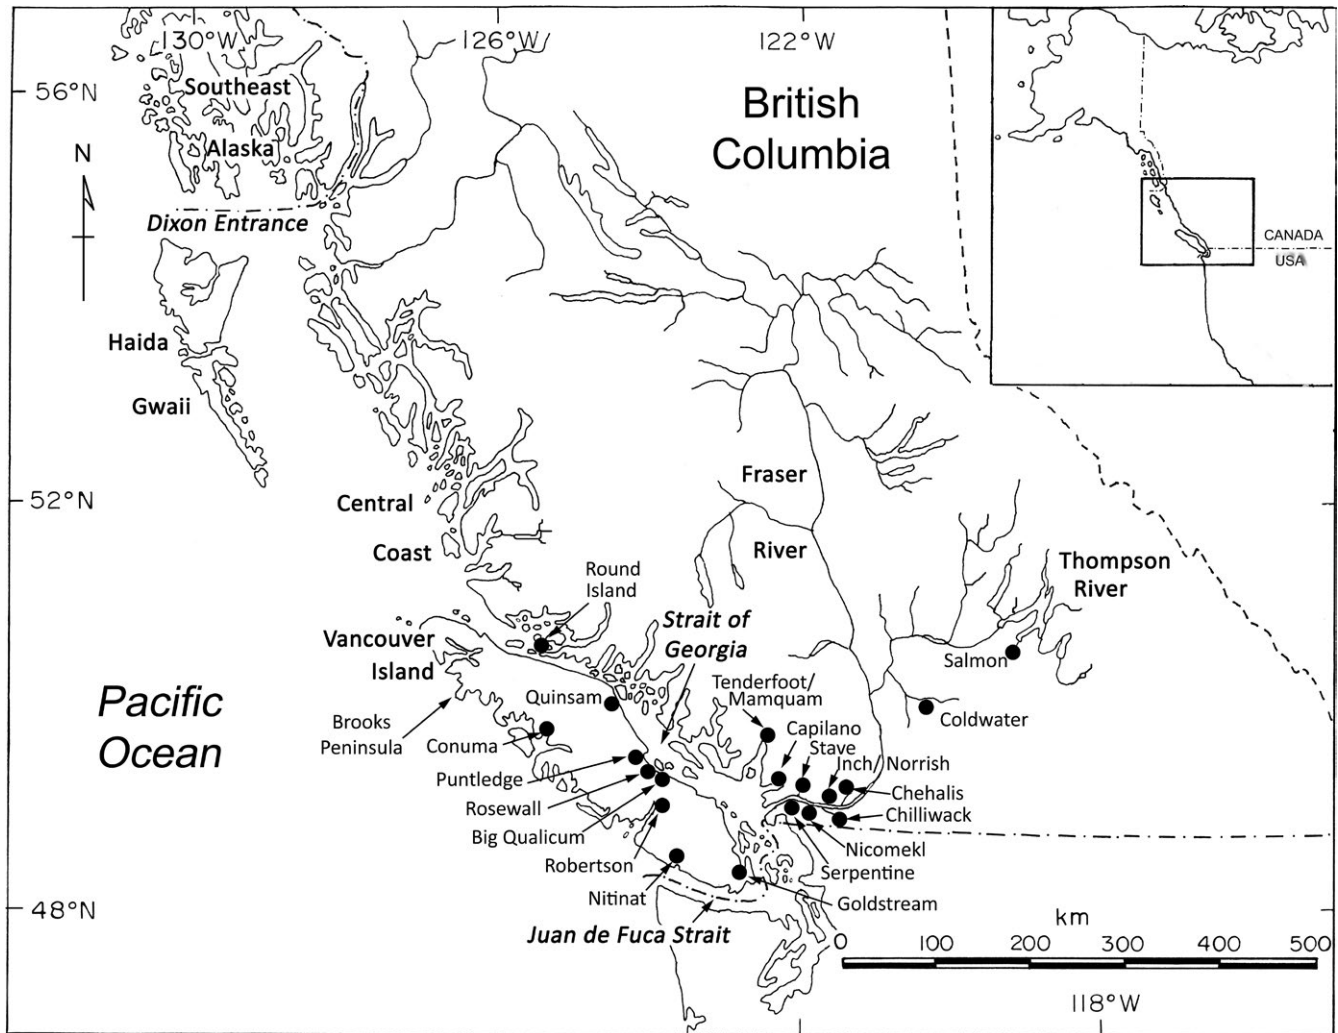 130°W
126°W
122°W
56°N
Southeast
Alaska
British
Columbia
N
Dixon Entrance
CANADA
USA
Haida
Gwaii
Fraser
River
52°N
Central
Coast
Thompson
River
Round
Island
Strait of
Georgia
Vancouver
Island
Salmon
Tenderfoot/
Mamquam
Quinsam
Pacific
Ocean
Brooks
Peninsula
Conuma
Coldwater
Capilano
Stave
Inch/ Norrish
Puntledge
Chehalis
Rosewall
Chilliwack
Big Qualicum
Nicomekl
Robertson
Serpentine
Nitinat
Goldstream
48°N
Juan de Fuca Strait
km
0 100 200 300 400 500
118°W